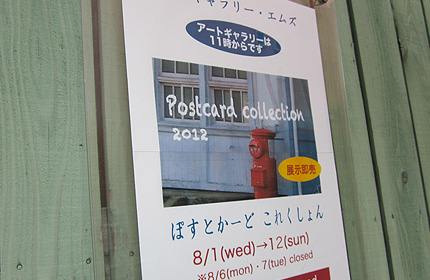 ギャラリー・エムズ
アートギャラリーは
11時からです
Postcard collection
2012
展示即売
ぽすとかーど これくしょん
8/1(wed)→12(sun)
※8/6(mon)・7(tue) closed